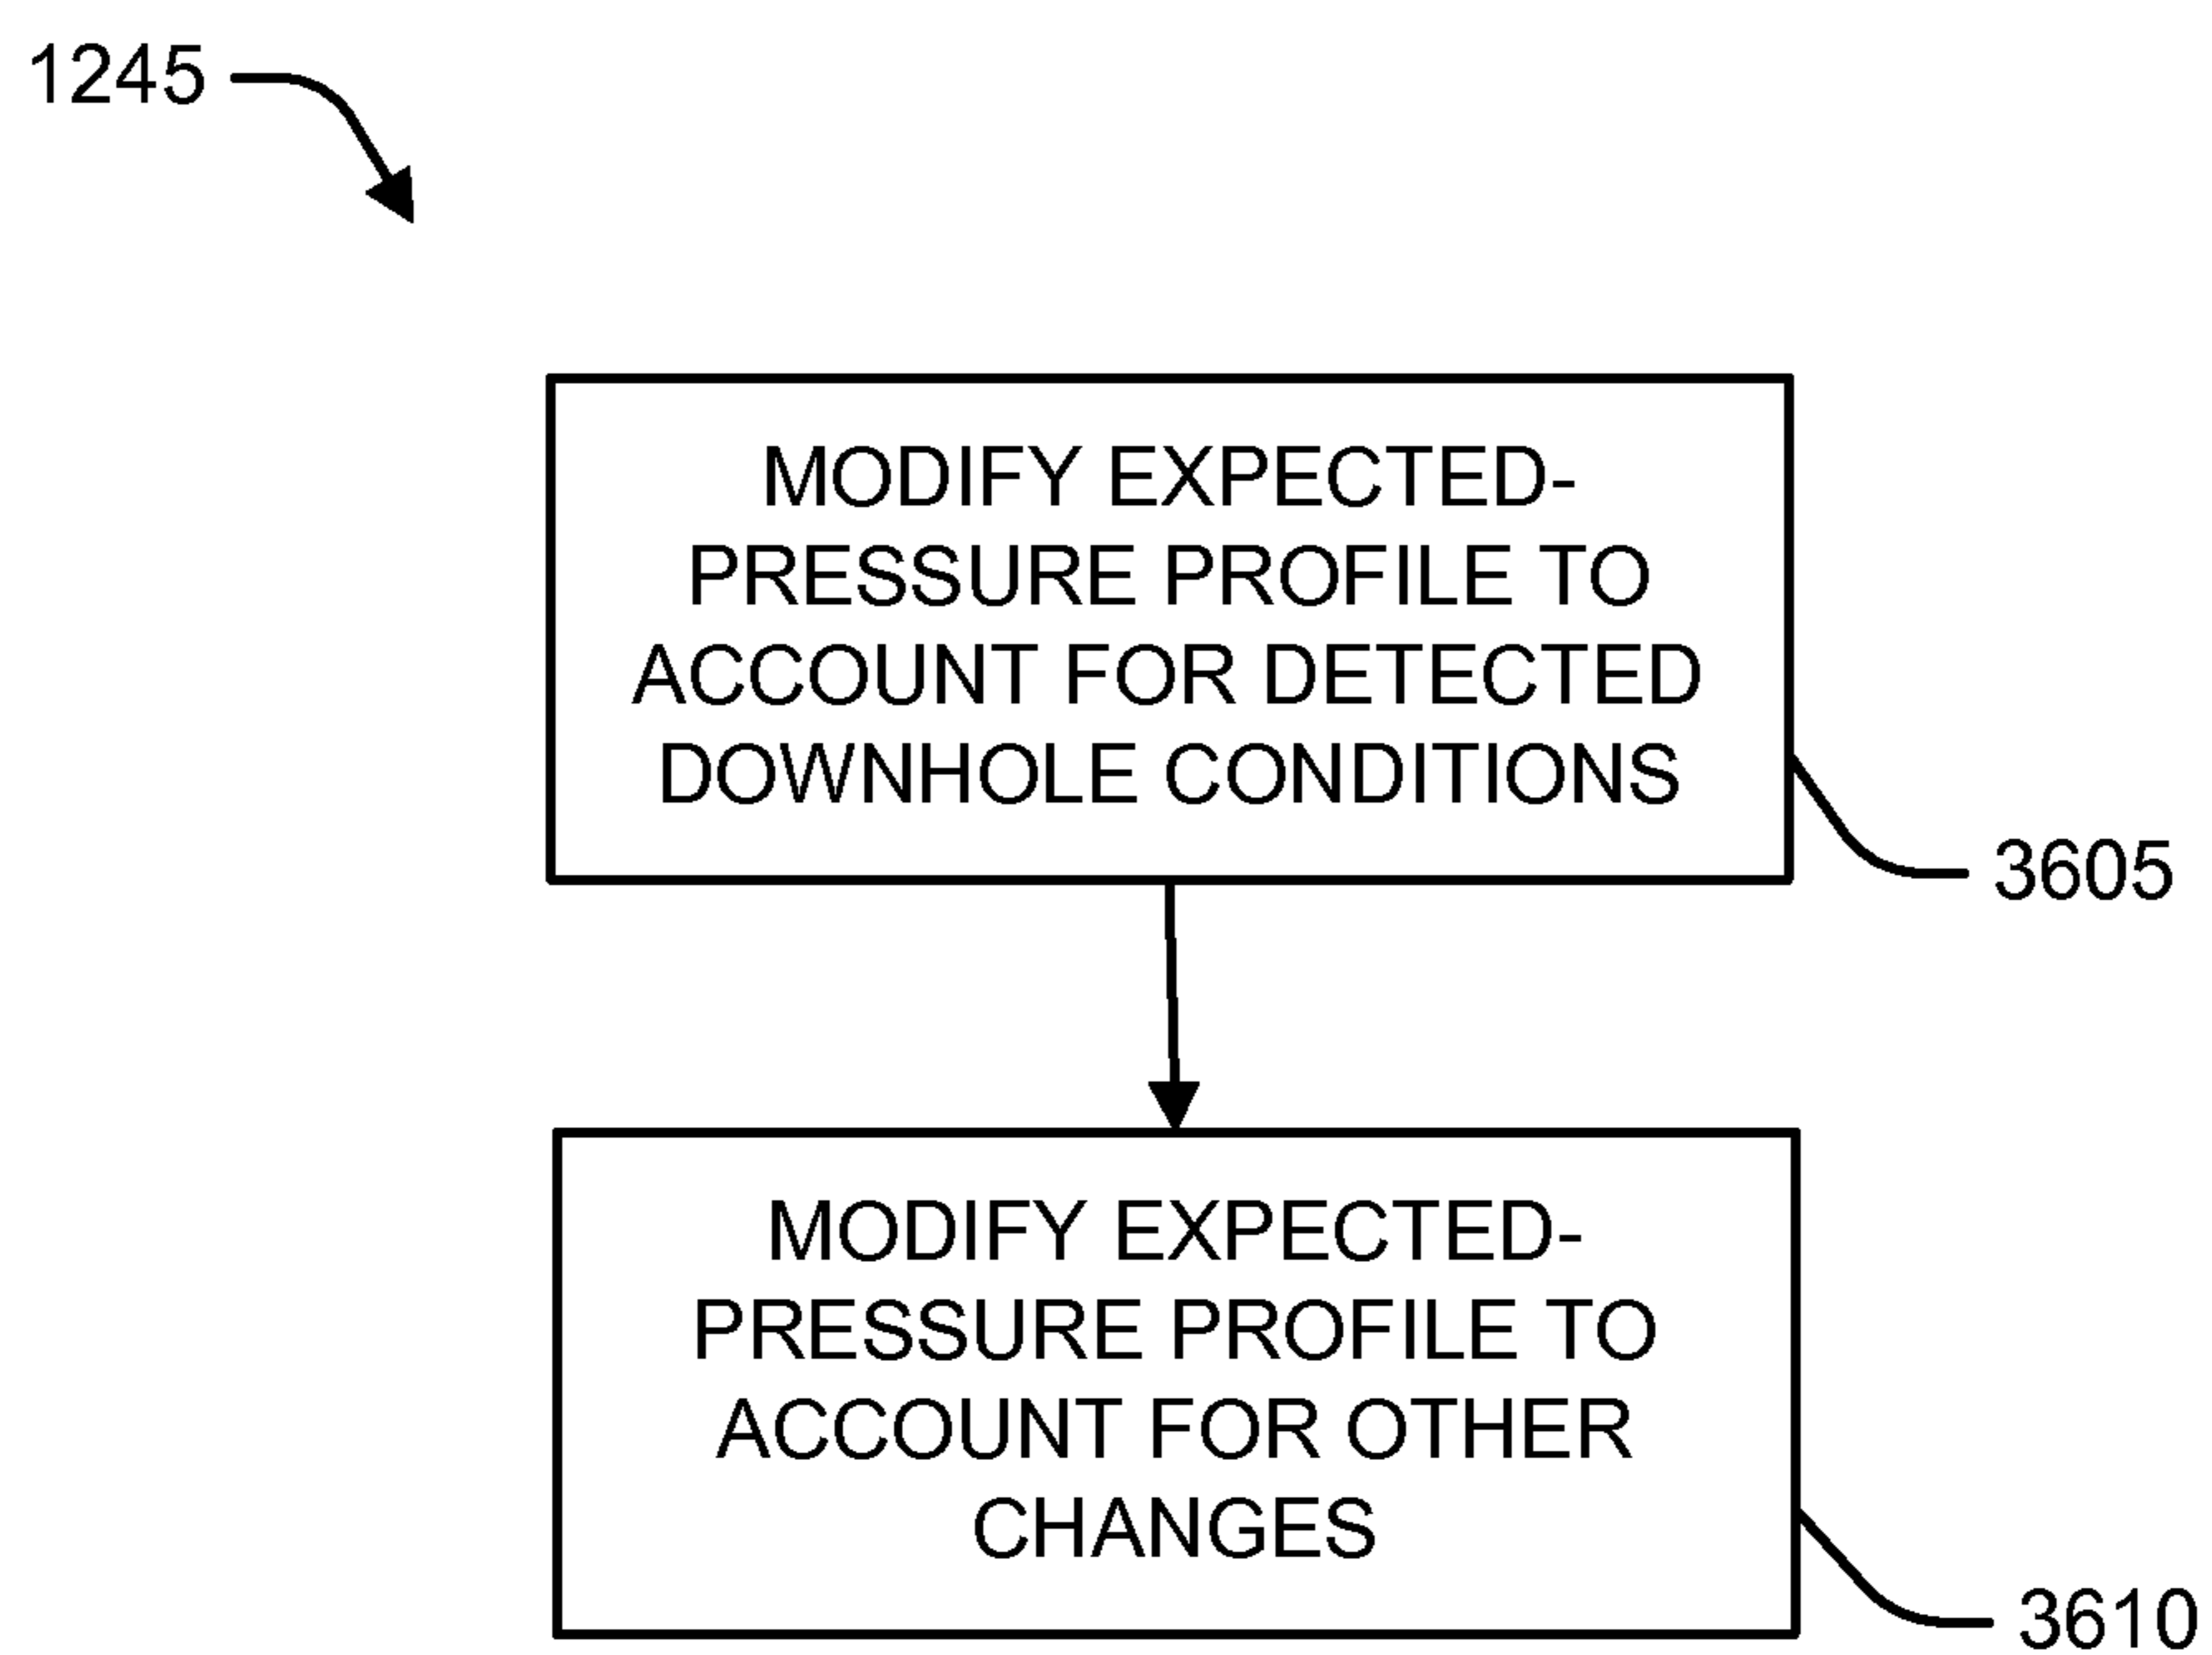 1245
MODIFY EXPECTED-
PRESSURE PROFILE TO
ACCOUNT FOR DETECTED
DOWNHOLE CONDITIONS
3605
MODIFY EXPECTED-
PRESSURE PROFILE TO
ACCOUNT FOR OTHER
CHANGES
3610